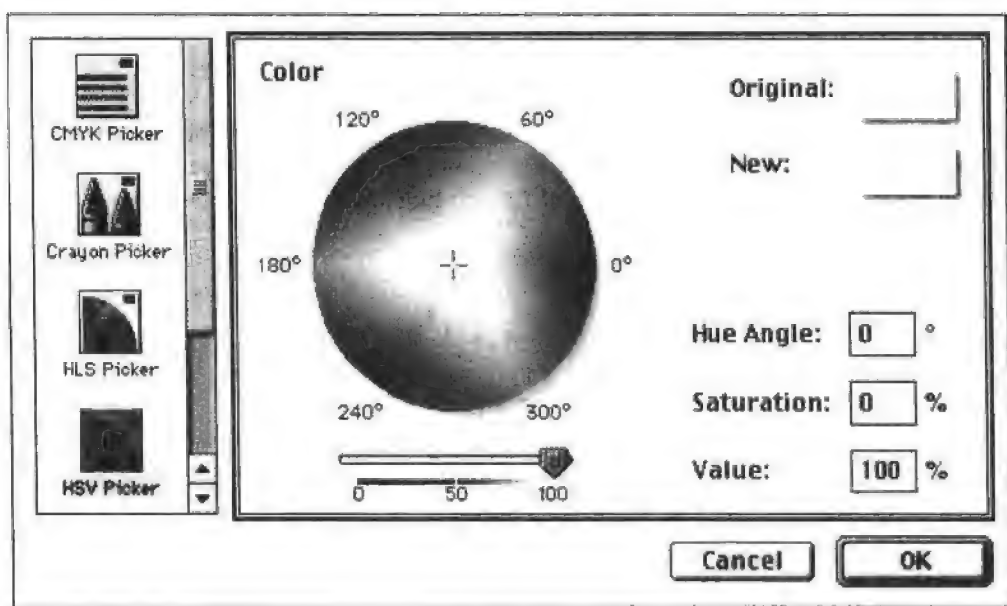 CMYK Picker
Crayon Picker
HLS Picker
HSV Picker
Color
120°
60°
180°
0°
240°
300°
0 50 100
Original:
New:
Hue Angle: 0 °
Saturation: 0 %
Value: 100 %
Cancel OK